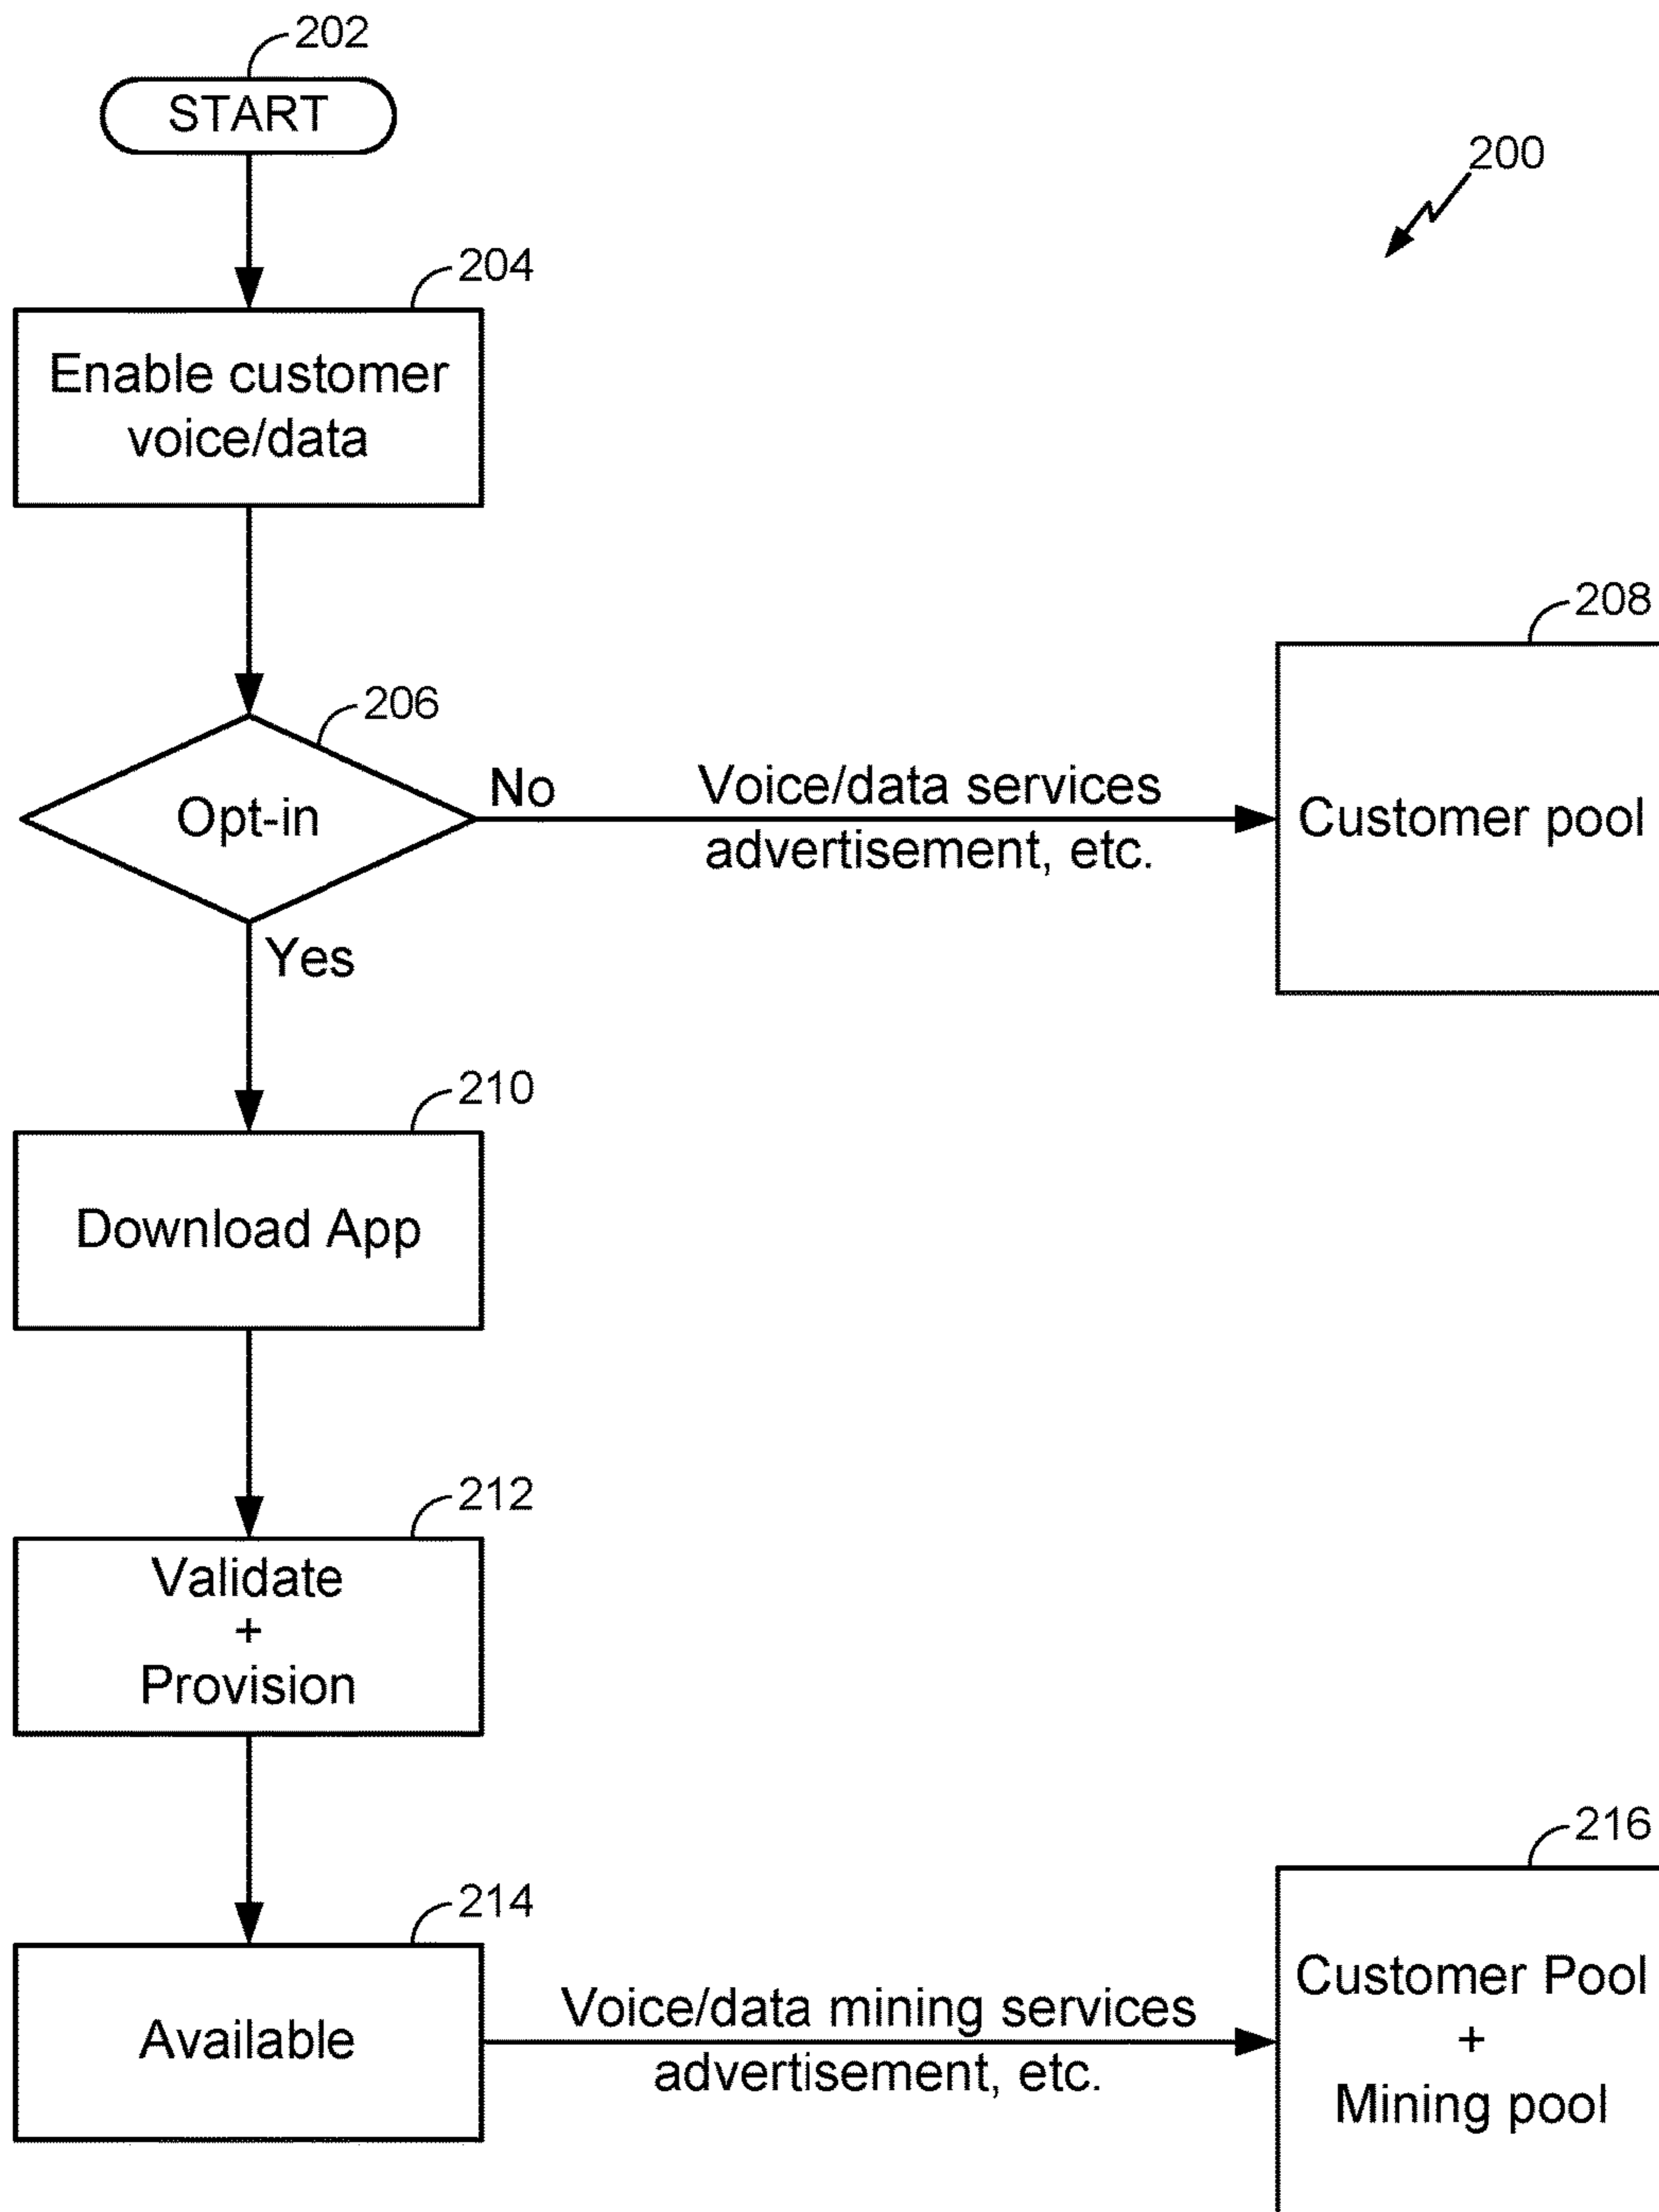 202
START
200
204
Enable customer
voice/data
206
Opt-in
No
Voice/data services
advertisement, etc.
208
Customer pool
Yes
210
Download App
212
Validate
+
Provision
214
Available
Voice/data mining services
advertisement, etc.
216
Customer Pool
+
Mining pool